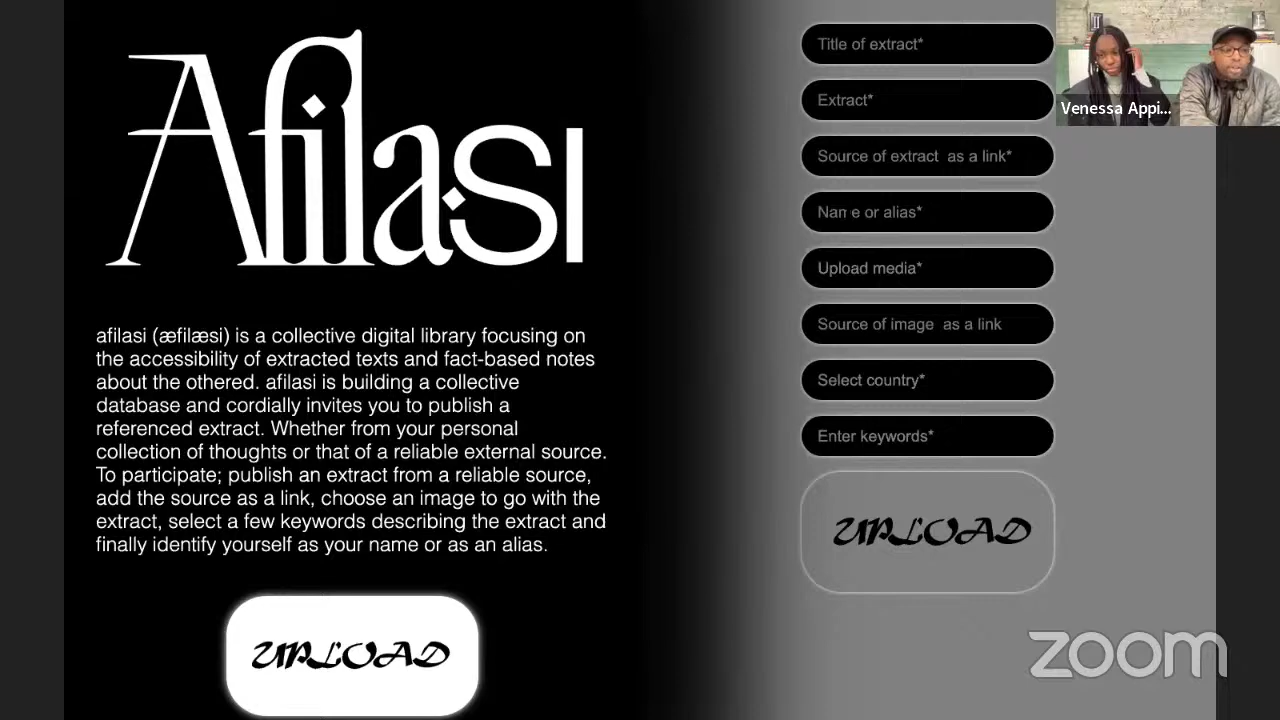 Afilasi
afilasi (æfilæsi) is a collective digital library focusing on
the accessibility of extracted texts and fact-based notes
about the othered. afilasi is building a collective
database and cordially invites you to publish a
referenced extract. Whether from your personal
collection of thoughts or that of a reliable external source.
To participate; publish an extract from a reliable source,
add the source as a link, choose an image to go with the
extract, select a few keywords describing the extract and
finally identify yourself as your name or as an alias.
UPLOAD
Title of extract*
Extract*
Source of extract as a link*
Name or alias*
Upload media*
Source of image as a link
Select country*
Enter keywords*
UPLOAD
Venessa Appi...
zoom